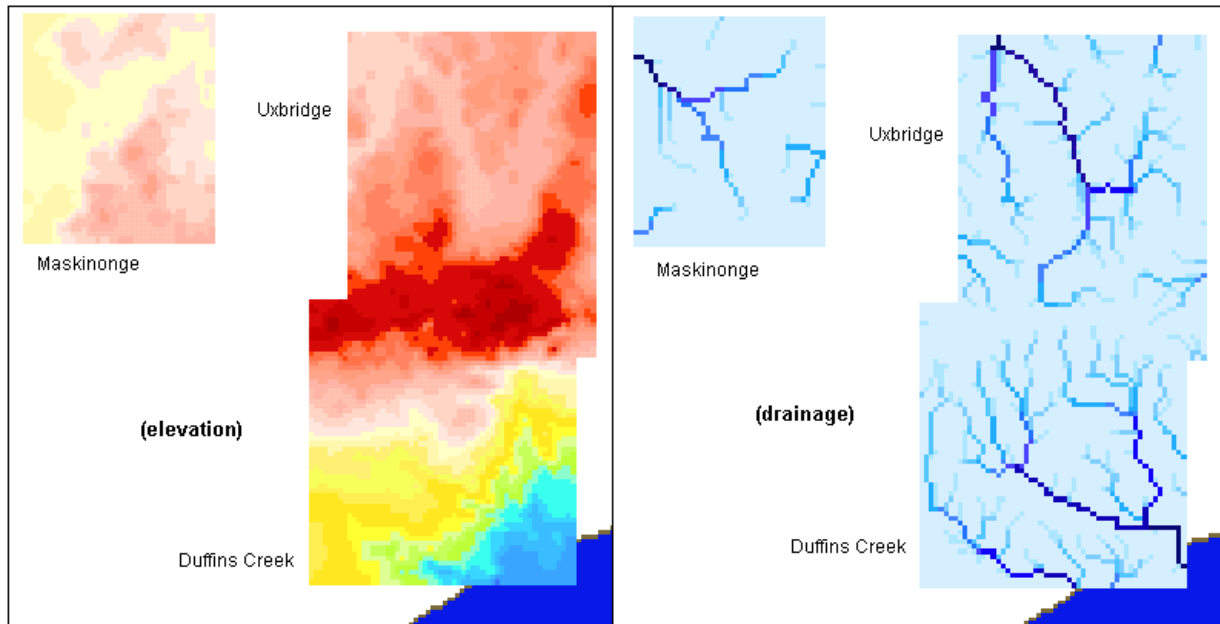 Uxbridge
Maskinonge
(elevation)
Duffins Creek
Uxbridge
Maskinonge
(drainage)
Duffins Creek